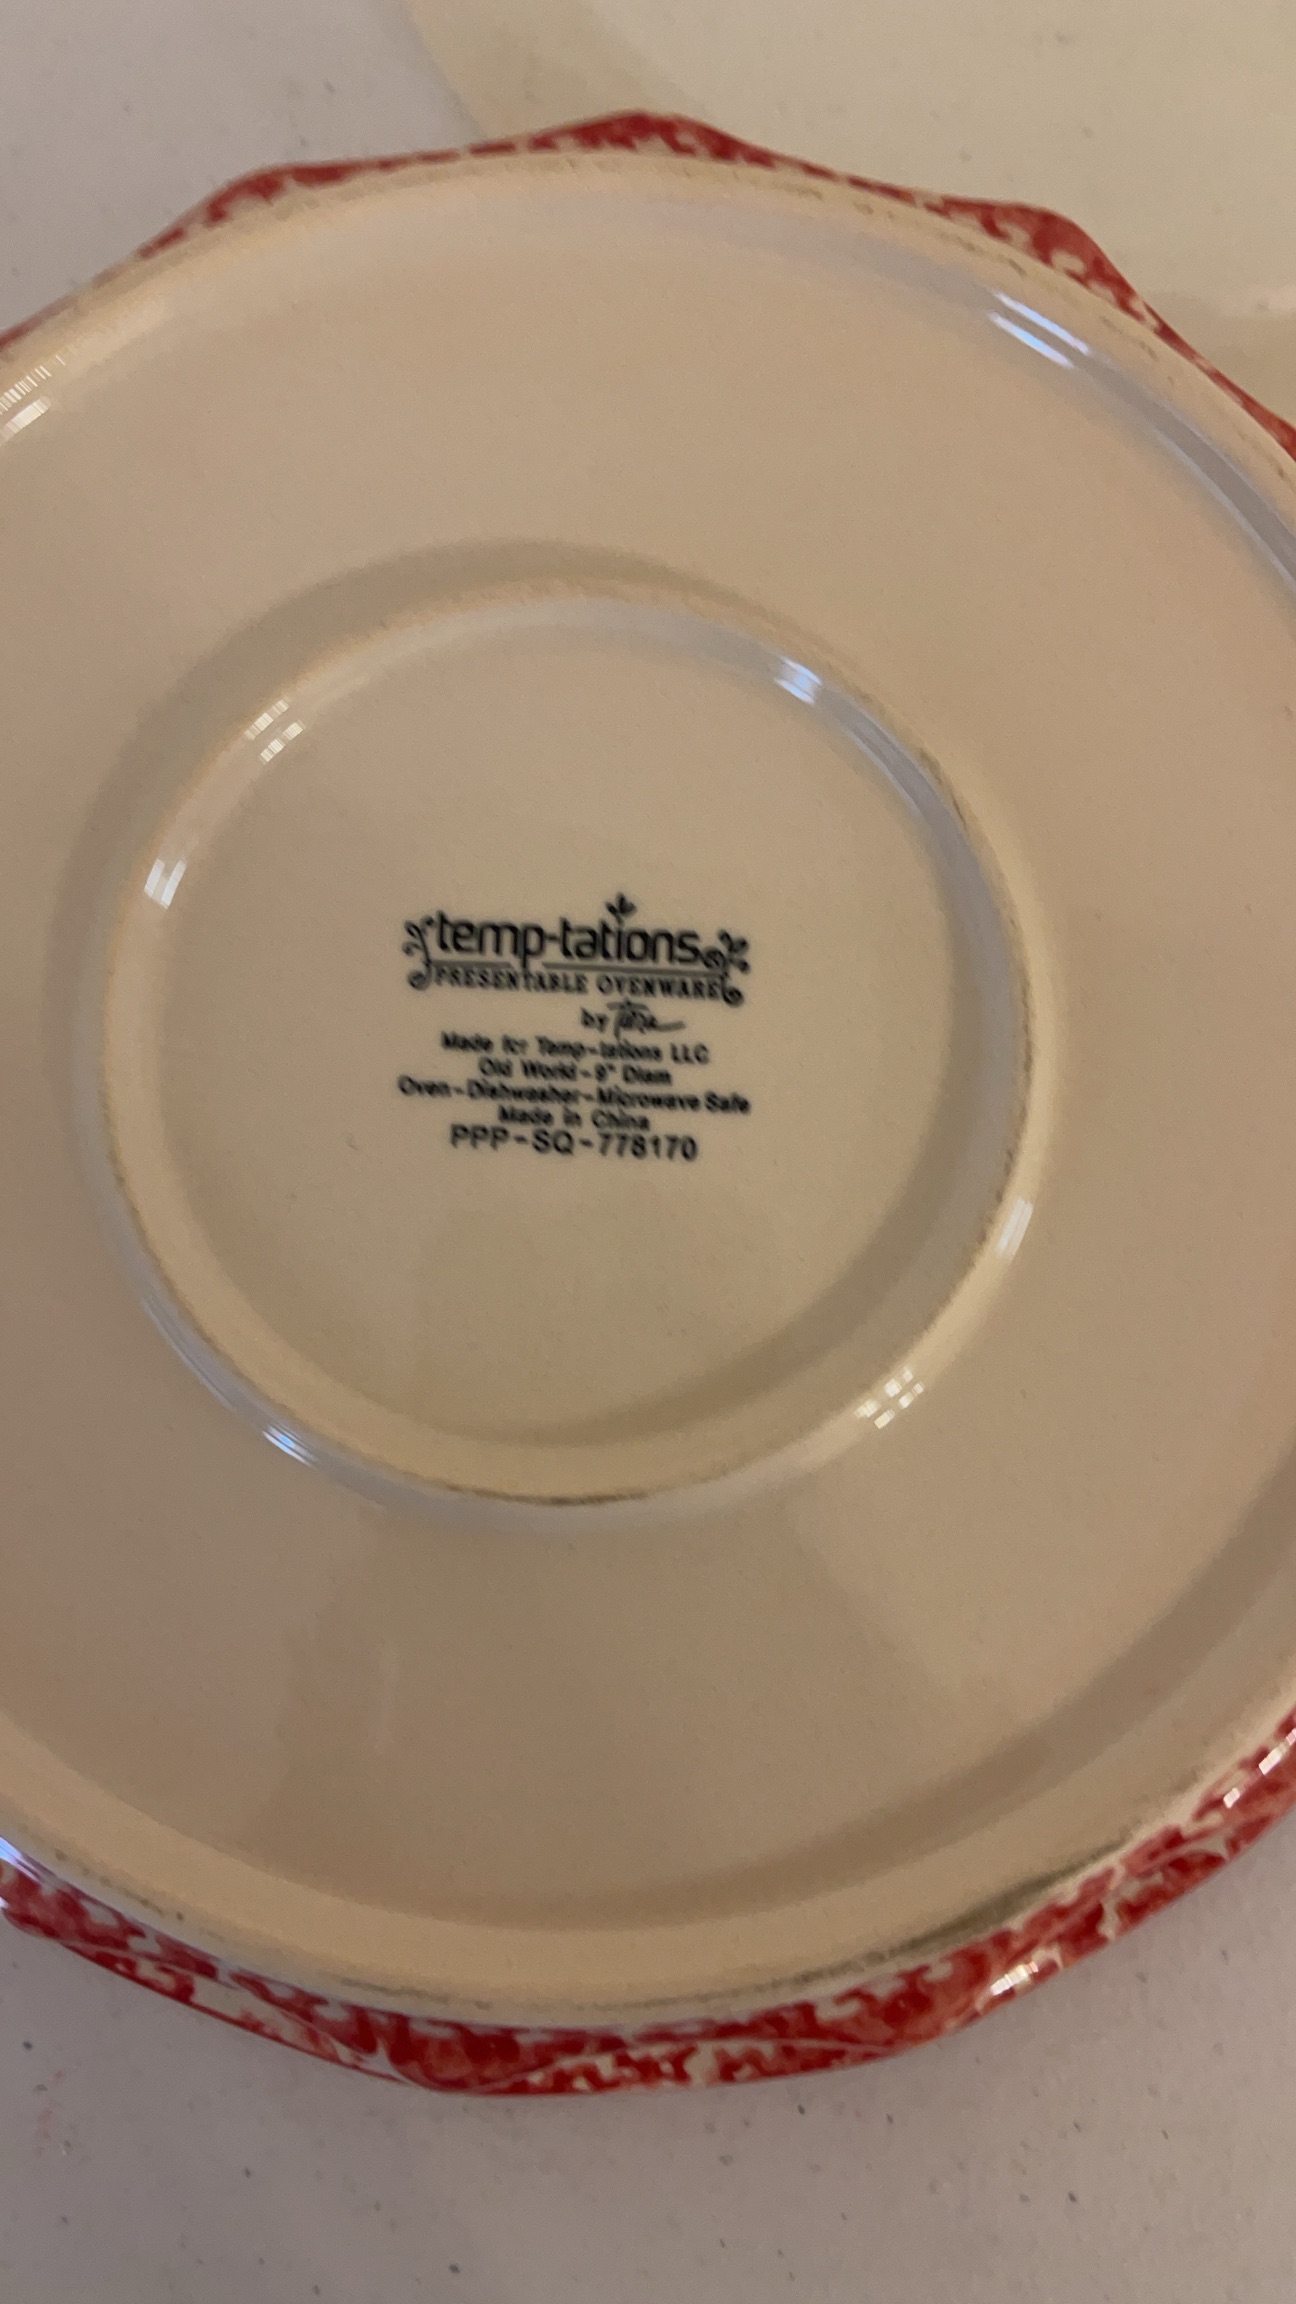 temp-tations
PRESENTABLE OVENWARE
by Tara
Made for Temp-tations LLC
Old World - 9" Diam
Oven-Dishwasher-Microwave Safe
Made in China
PPP-SQ-778170